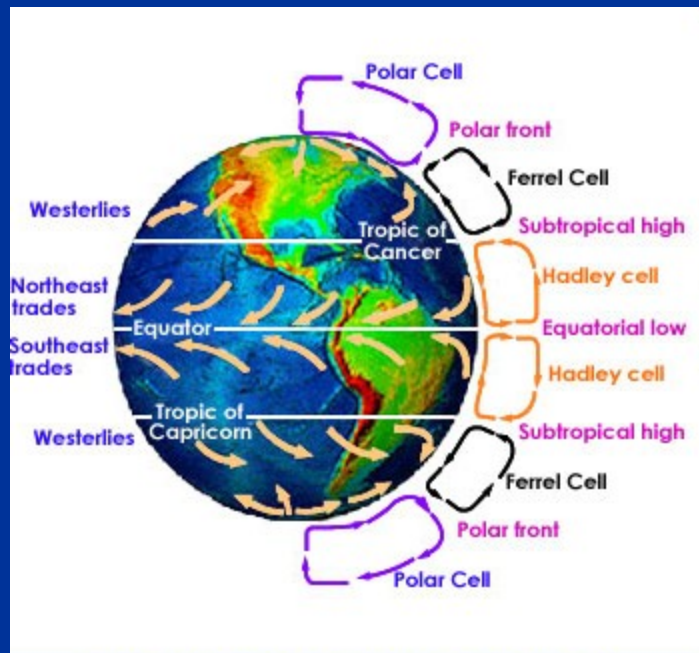 Polar Cell
Polar front
Ferrel Cell
Westerlies
Subtropical high
Tropic of
Cancer
Hadley cell
Northeast
trades
Equator
Equatorial low
Southeast
trades
Hadley cell
Tropic of
Capricorn
Westerlies
Subtropical high
Ferrel Cell
Polar front
Polar Cell